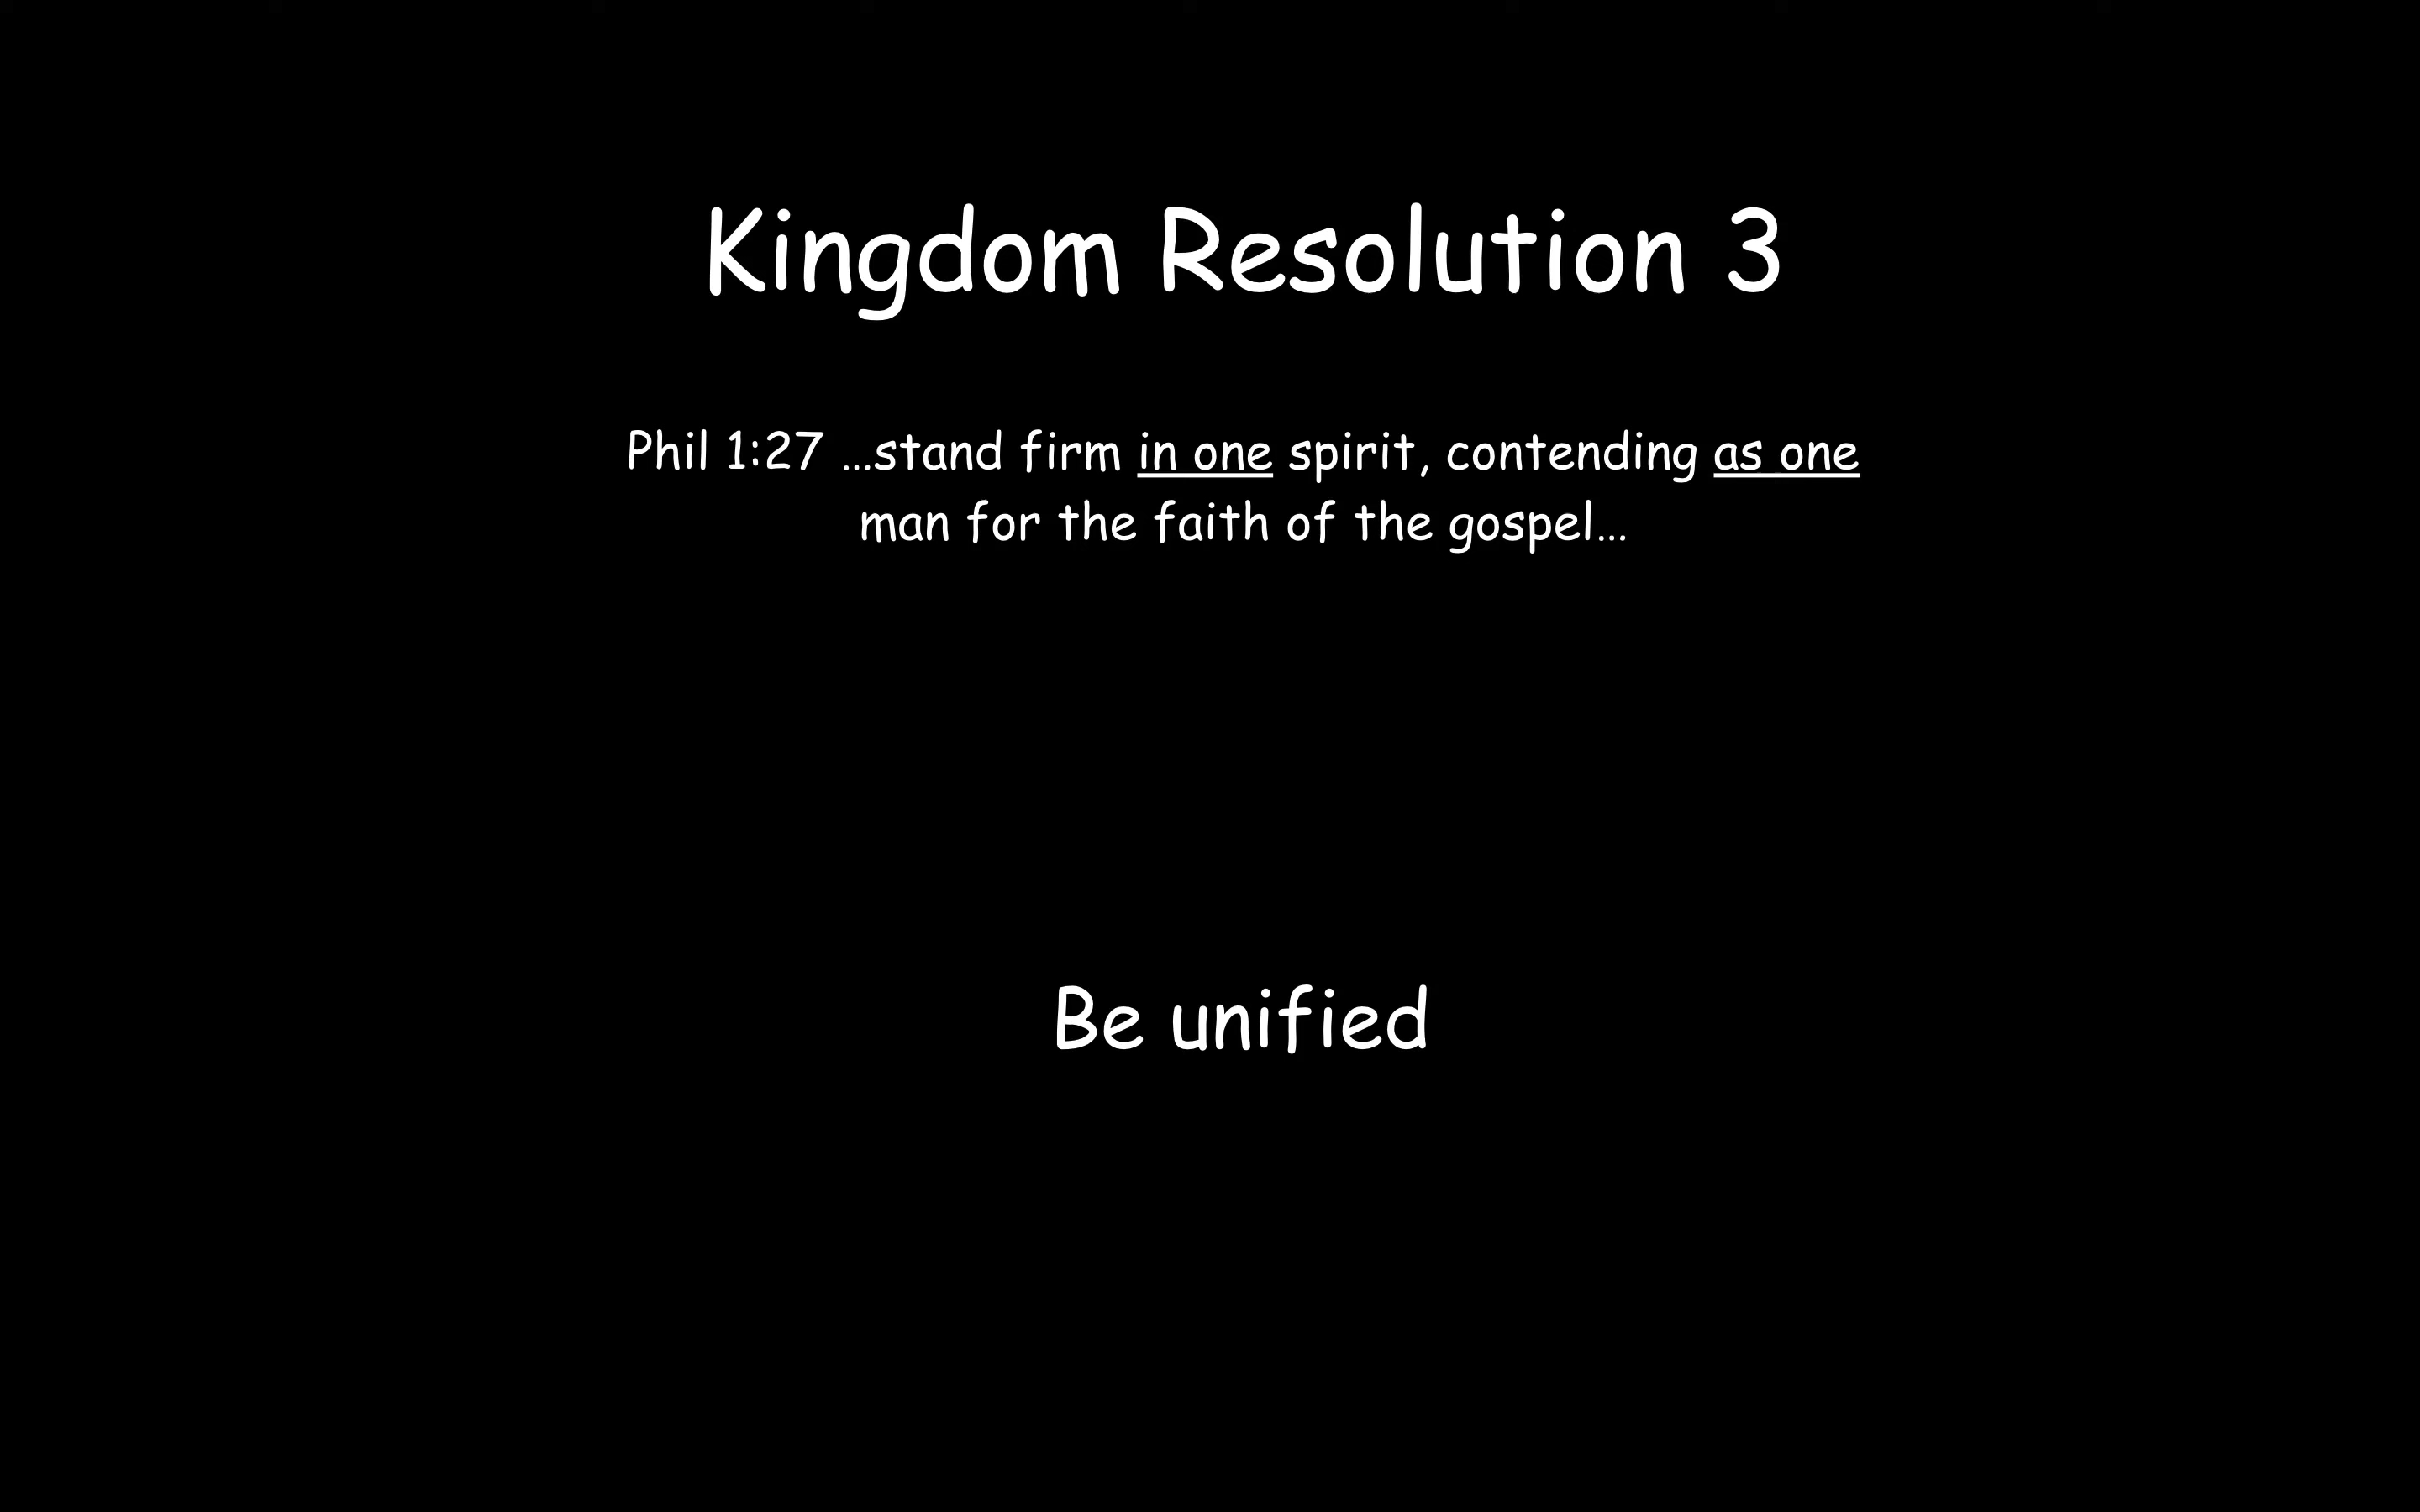 Kingdom Resolution 3
Phil 1:27 ...stand firm in one spirit, contending as one
man for the faith of the gospel...
Be unified